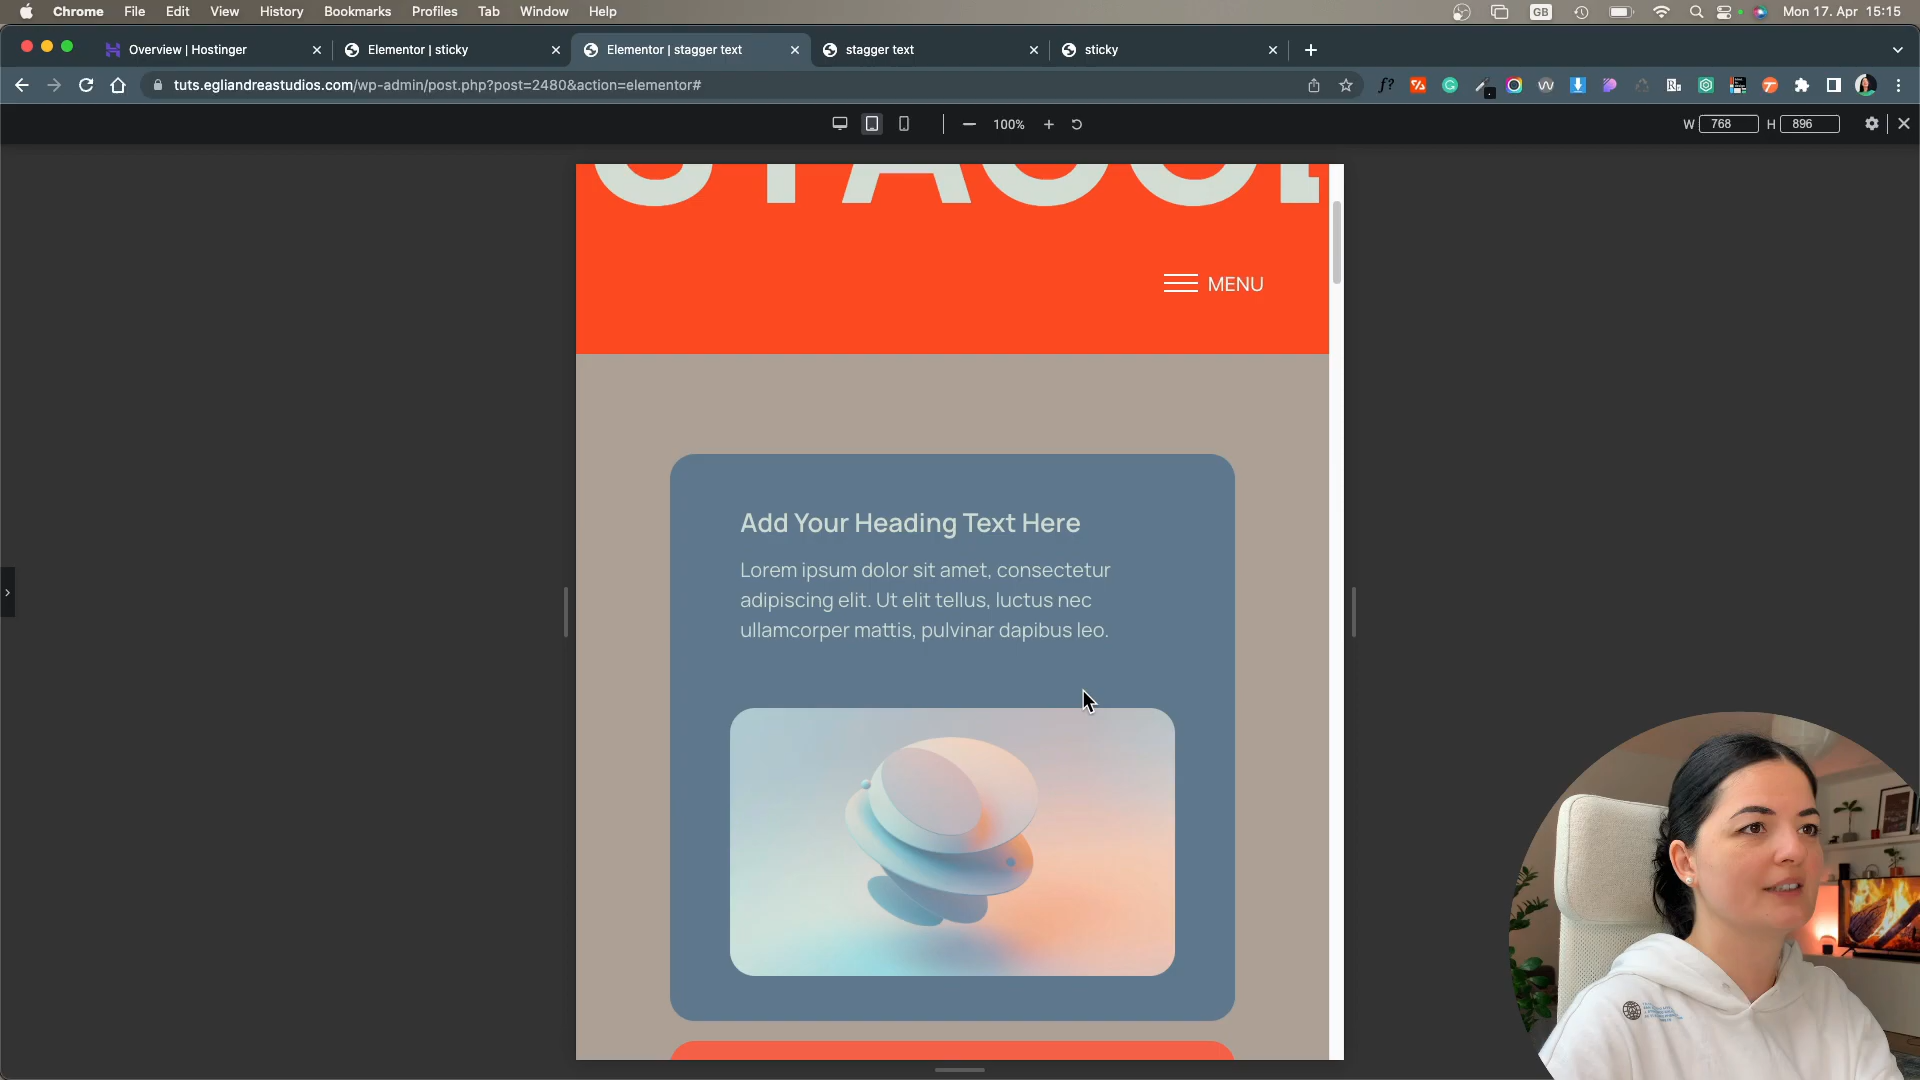 Chrome File Edit View History Bookmarks Profiles Tab Window Help GB Mon 17. Apr 15:15
Overview | Hostinger Elementor | sticky Elementor | stagger text stagger text sticky
tuts.egliandreastudios.com/wp-admin/post.php?post=2480&action=elementor#
100% W 768 H 896
MENU
Add Your Heading Text Here
Lorem ipsum dolor sit amet, consectetur
adipiscing elit. Ut elit tellus, luctus nec
ullamcorper mattis, pulvinar dapibus leo.